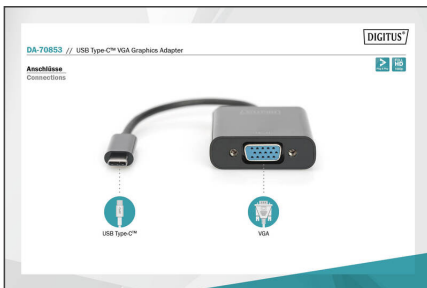 DIGITUS®
DA-70853 // USB Type-C™ VGA Graphics Adapter
Anschlüsse
Connections
USB Type-C™
VGA